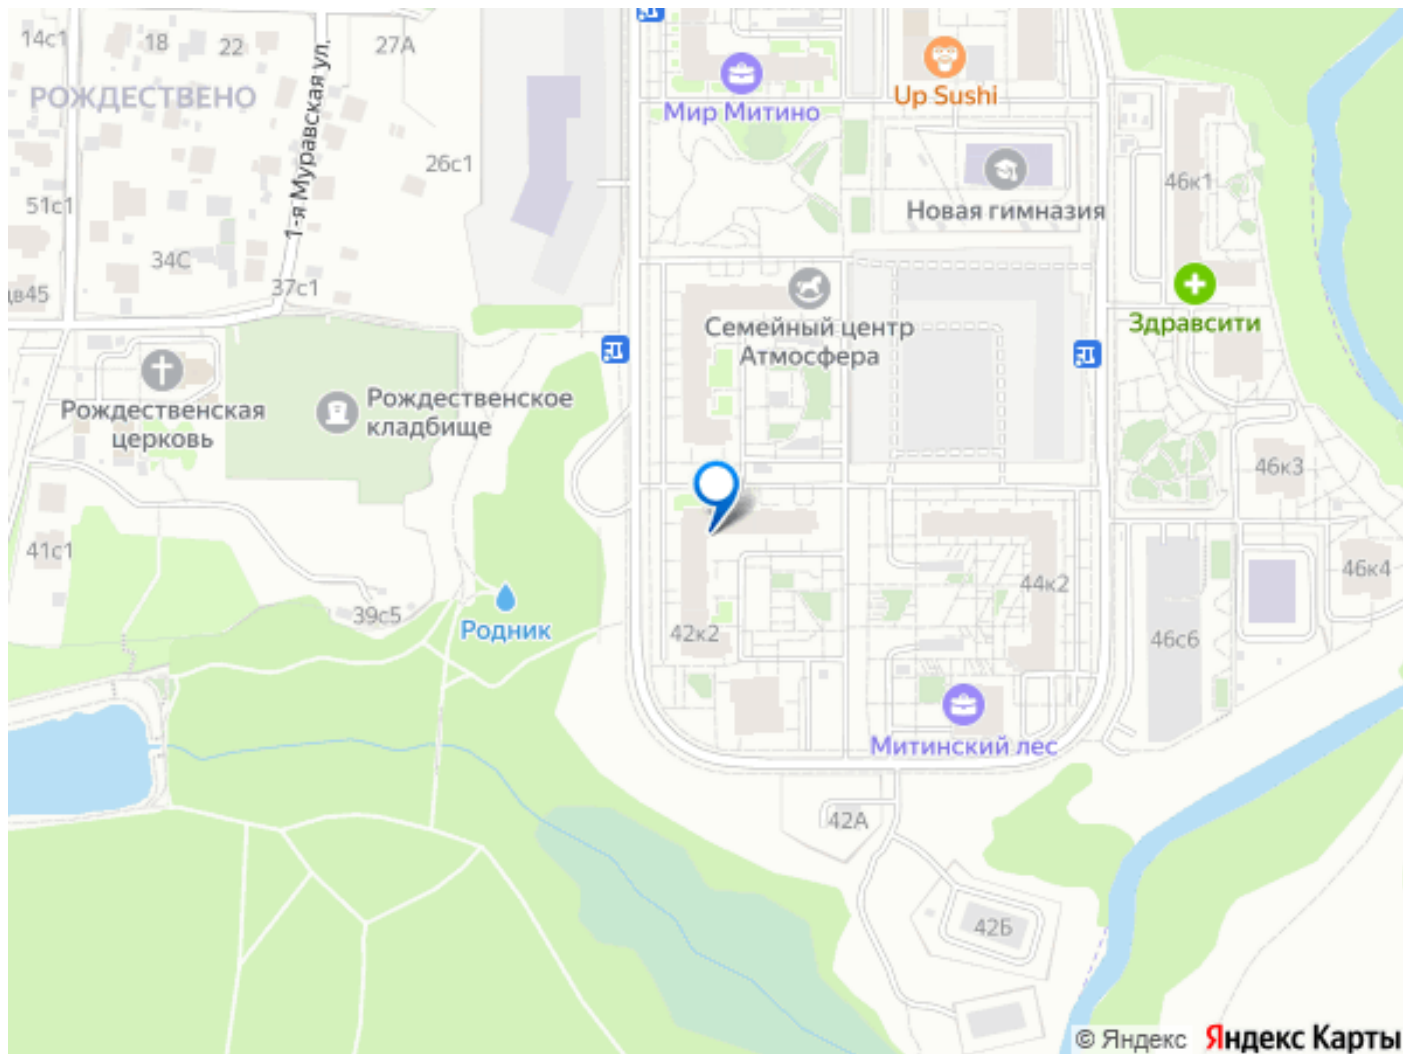 14с1
18
22
27А
РОЖДЕСТВЕНО
1-я Муравская ул.
Мир Митино
Up Sushi
26с1
46к1
51с1
Новая гимназия
34С
37с1
дв45
Семейный центр
Атмосфера
Здравсити
Рождественская
церковь
Рождественское
кладбище
46к3
41с1
46к4
39с5
Родник
42к2
44к2
46с6
Митинский лес
42А
42Б
© Яндекс Яндекс Карты